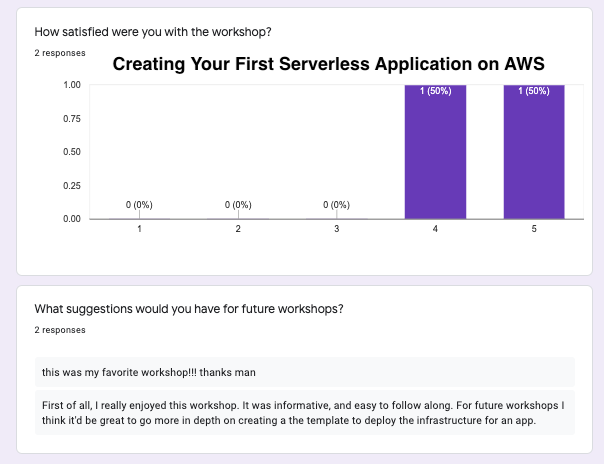 How satisfied were you with the workshop?
2 responses
Creating Your First Serverless Application on AWS
1.00
0.75
0.50
0.25
0.00
0 (0%)
0 (0%)
0 (0%)
1 (50%)
1 (50%)
1
2
3
4
5
What suggestions would you have for future workshops?
2 responses
this was my favorite workshop!!! thanks man
First of all, I really enjoyed this workshop. It was informative, and easy to follow along. For future workshops I
think it'd be great to go more in depth on creating a the template to deploy the infrastructure for an app.